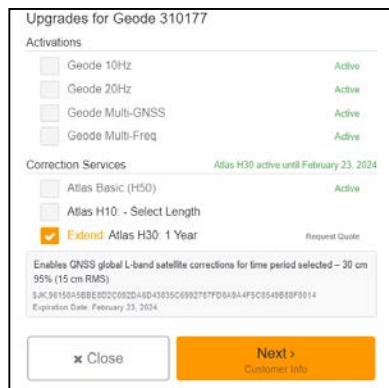 Upgrades for Geode 310177
Activations
Geode 10Hz Active
Geode 20Hz Active
Geode Multi-GNSS Active
Geode Multi-Freq Active
Correction Services Atlas H30 active until February 23, 2024
Atlas Basic (H50) Active
Atlas H10: - Select Length
Extend: Atlas H30: 1 Year Request Quote
Enables GNSS global L-band satellite corrections for time period selected – 30 cm
95% (15 cm RMS)
Expiration Date: February 23, 2024
× Close
Next ›
Customer Info